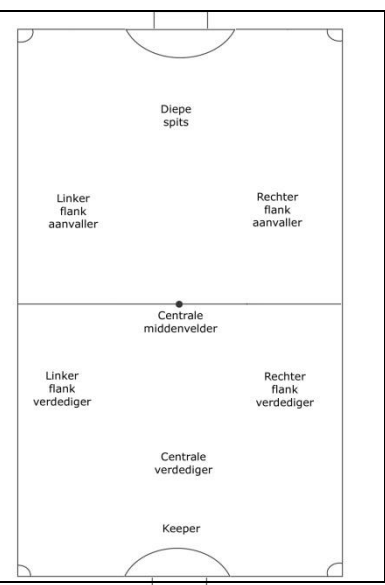 Diepe
spits
Linker
flank
aanvaller
Rechter
flank
aanvaller
Centrale
middenvelder
Linker
flank
verdediger
Rechter
flank
verdediger
Centrale
verdediger
Keeper